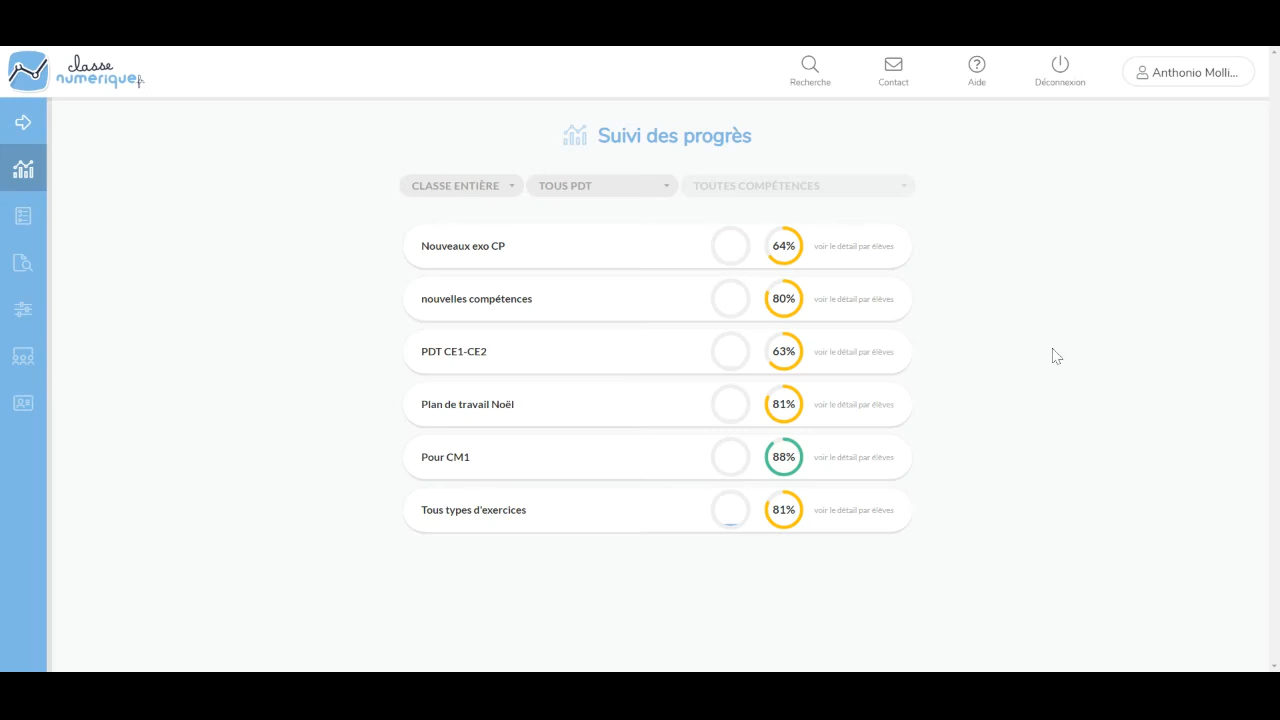 classe
numerique.fr
Recherche
Contact
Aide
Déconnexion
Anthonio Molli...
Suivi des progrès
CLASSE ENTIÈRE
TOUS PDT
TOUTES COMPÉTENCES
Nouveaux exo CP
64%
voir le détail par élèves
nouvelles compétences
80%
voir le détail par élèves
PDT CE1-CE2
63%
voir le détail par élèves
Plan de travail Noël
81%
voir le détail par élèves
Pour CM1
88%
voir le détail par élèves
Tous types d'exercices
81%
voir le détail par élèves